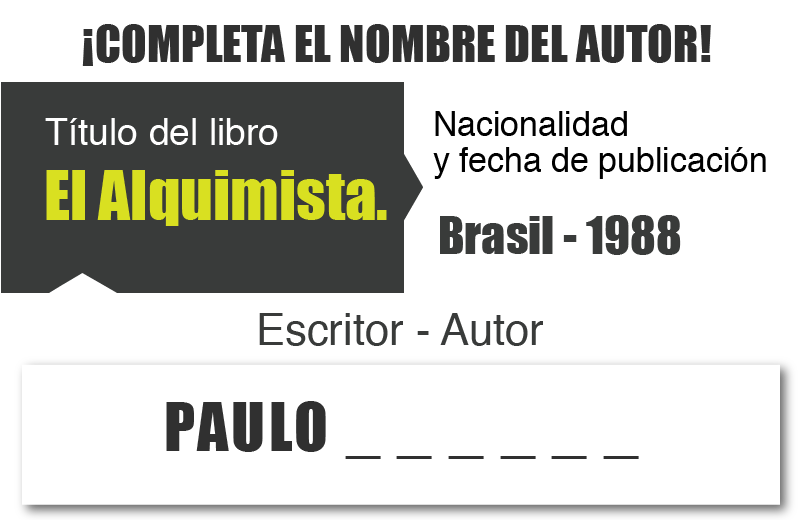 ¡COMPLETA EL NOMBRE DEL AUTOR!
Título del libro
El Alquimista.
Nacionalidad
y fecha de publicación
Brasil - 1988
Escritor - Autor
PAULO _ _ _ _ _ _